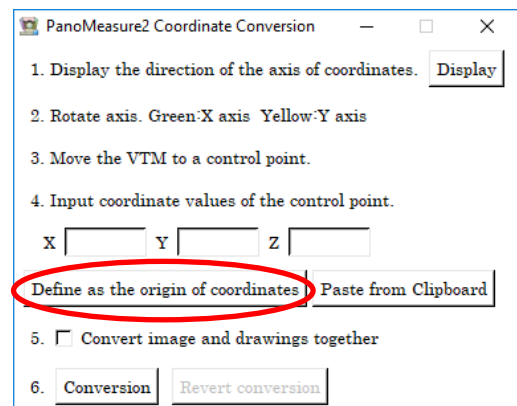 PanoMeasure2 Coordinate Conversion
1. Display the direction of the axis of coordinates. Display
2. Rotate axis. Green:X axis Yellow:Y axis
3. Move the VTM to a control point.
4. Input coordinate values of the control point.
X Y Z
Define as the origin of coordinates Paste from Clipboard
5. Convert image and drawings together
6. Conversion Revert conversion